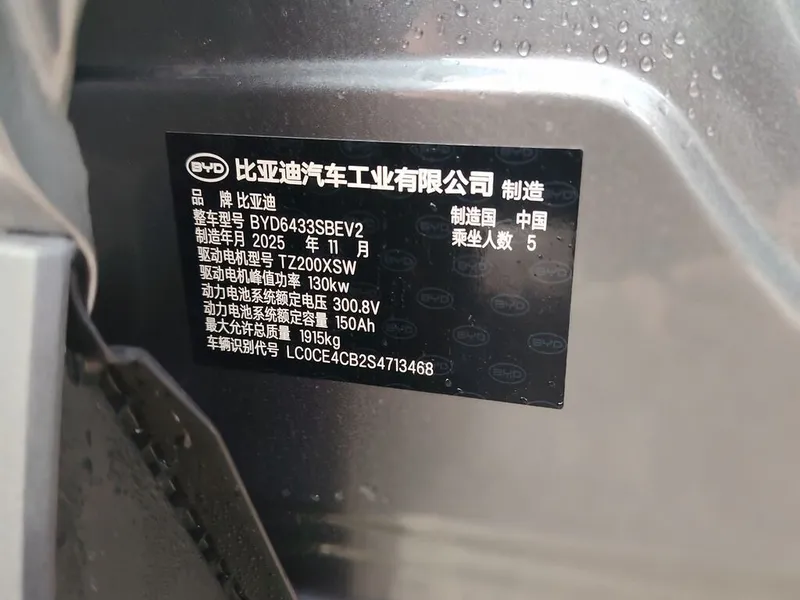 BYD 比亚迪汽车工业有限公司 制造
品 牌 比亚迪
制造国 中国
整车型号 BYD6433SBEV2
乘坐人数 5
制造年月 2025 年 11 月
驱动电机型号 TZ200XSW
驱动电机峰值功率 130kw
动力电池系统额定电压 300.8V
动力电池系统额定容量 150Ah
最大允许总质量 1915kg
车辆识别代号 LC0CE4CB2S4713468